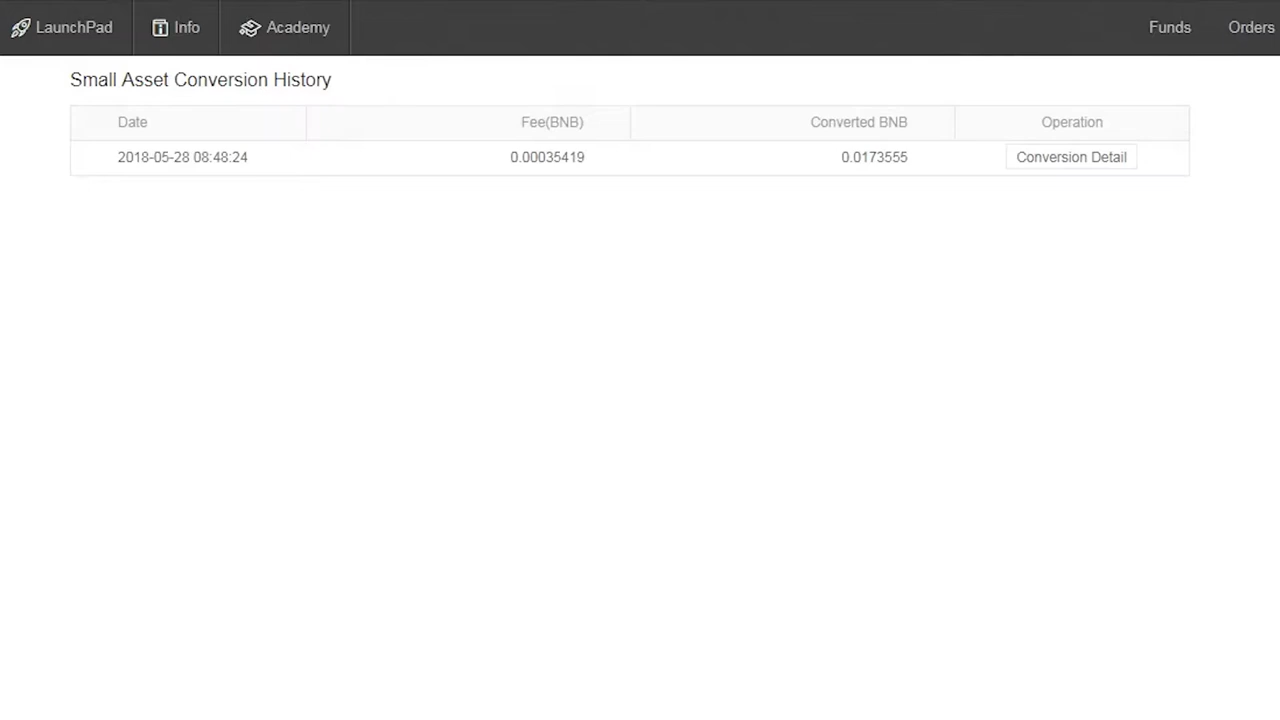 LaunchPad Info Academy Funds Orders
Small Asset Conversion History
Date Fee(BNB) Converted BNB Operation
2018-05-28 08:48:24 0.00035419 0.0173555 Conversion Detail